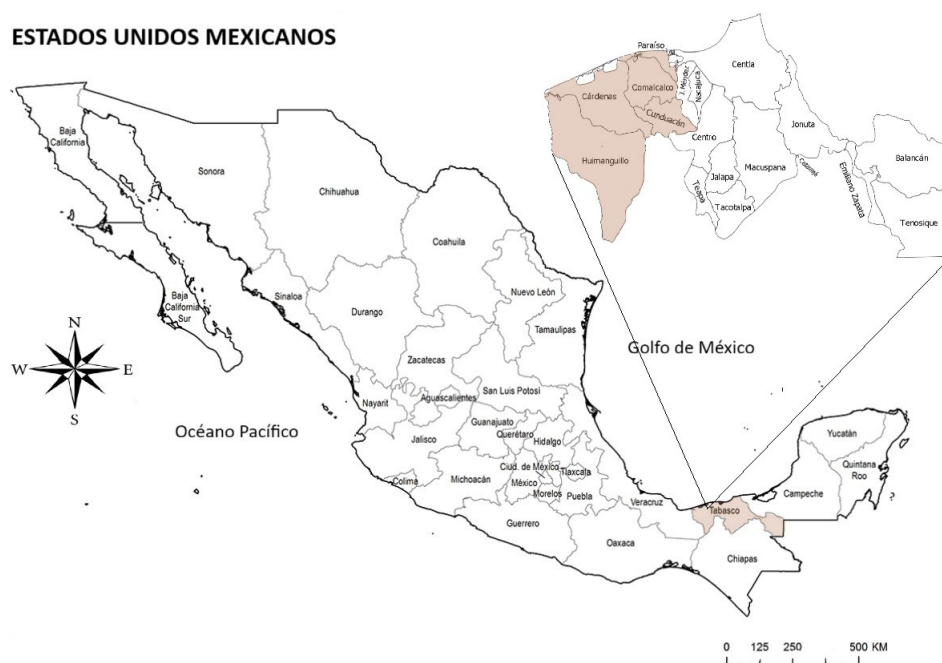 ESTADOS UNIDOS MEXICANOS
Paraíso
Centla
Cárdenas
Comalcalco
J. Méndez
Nacajuca
Cunduacán
Centro
Jonuta
Huimanguillo
Jalapa
Macuspana
Balancán
Teapa
Tacotalpa
Emiliano Zapata
Tenosique
Baja
California
Sonora
Chihuahua
Coahuila
Baja
California
Sur
Sinaloa
Durango
Nuevo León
Tamaulipas
Golfo de México
N
W
E
S
Zacatecas
Nayarit
Aguascalientes
San Luis Potosí
Océano Pacífico
Jalisco
Guanajuato
Querétaro
Hidalgo
Colima
Michoacán
Ciud. de México
México
Tlaxcala
Morelos
Puebla
Veracruz
Guerrero
Oaxaca
Tabasco
Chiapas
Campeche
Yucatán
Quintana
Roo
0 125 250 500 KM